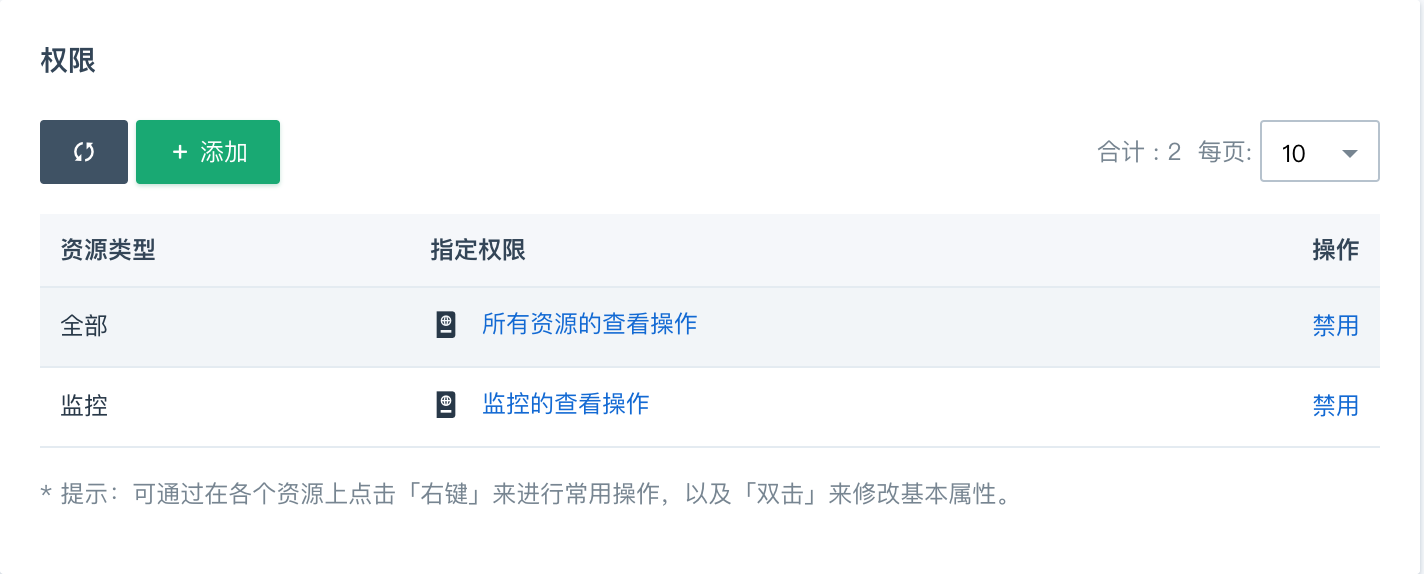 权限
+ 添加
合计：2 每页: 10
资源类型 指定权限 操作
全部 所有资源的查看操作 禁用
监控 监控的查看操作 禁用
* 提示：可通过在各个资源上点击「右键」来进行常用操作，以及「双击」来修改基本属性。